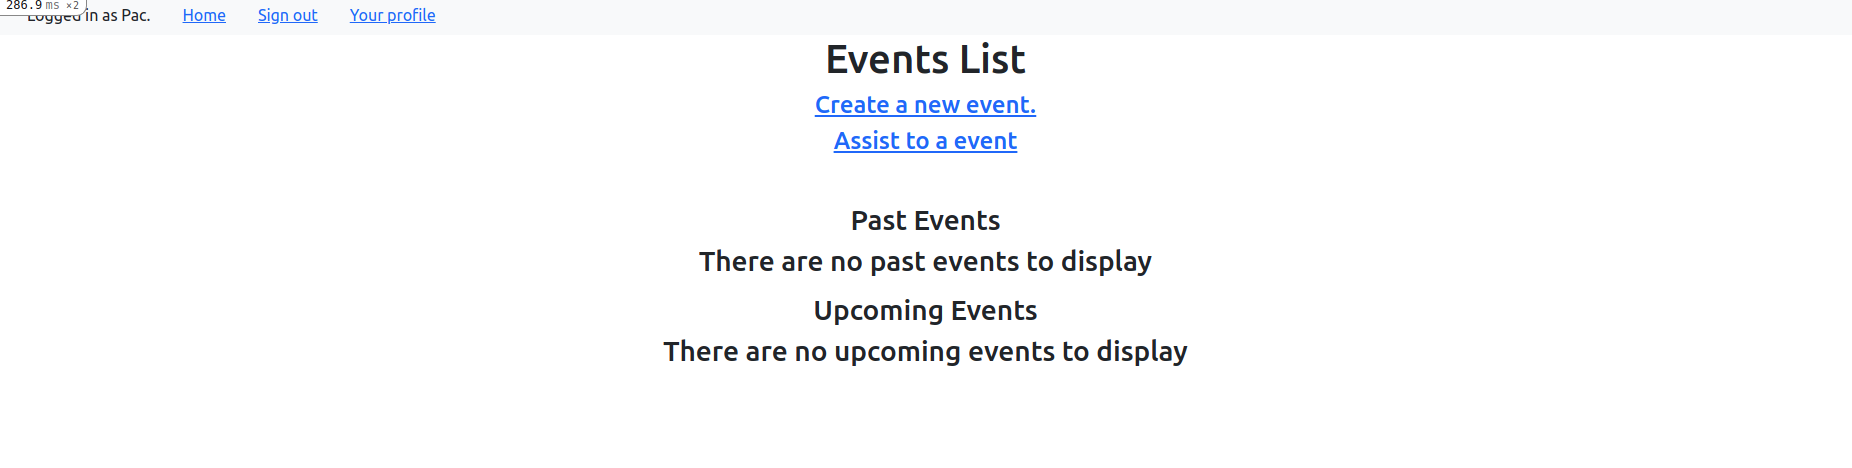 286.9 ms ×2
Logged in as Pac. Home Sign out Your profile
Events List
Create a new event.
Assist to a event
Past Events
There are no past events to display
Upcoming Events
There are no upcoming events to display